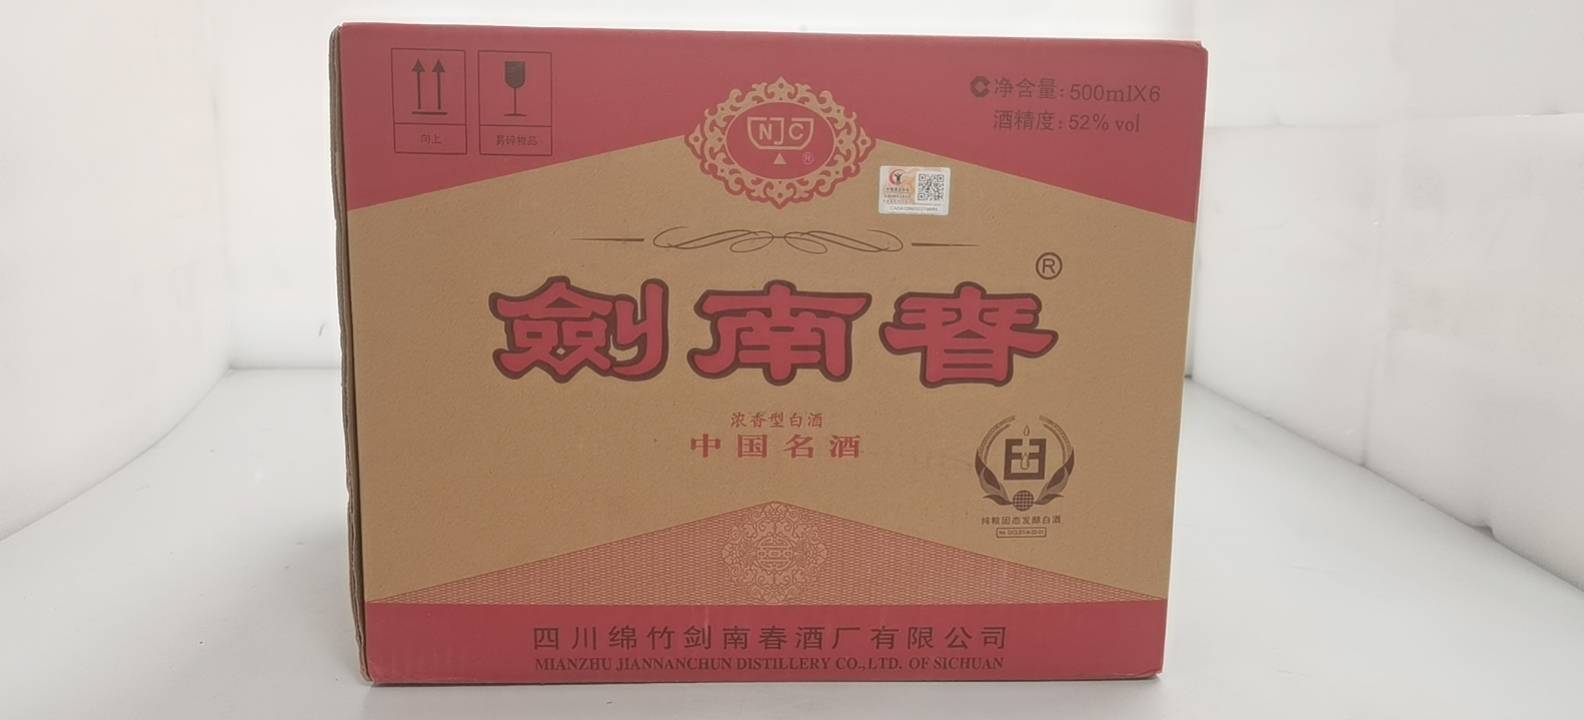 向上
易碎物品
NJC
®
净含量:500mlX6
酒精度:52% vol
剑南春®
浓香型白酒
中国名酒
纯粮固态发酵白酒
四川绵竹剑南春酒厂有限公司
MIANZHU JIANNANCHUN DISTILLERY CO.,LTD. OF SICHUAN